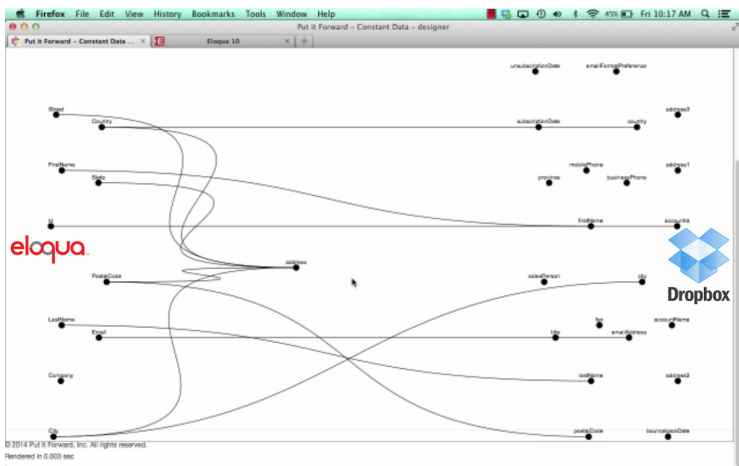 Firefox File Edit View History Bookmarks Tools Window Help 45% Fri 10:17 AM
Put it Forward – Constant Data – designer
Put it Forward – Constant Data ... × Eloqua 10 × +
unsubscriptionDate emailFormatPreference
Street address3
Country subscriptionDate country
FirstName mobilePhone address1
State province businessPhone
Id firstName accountId
eloqua. address Dropbox
PostalCode salesPerson city
LastName fax accountName
Email title emailAddress
Company lastName address2
City postalCode bouncebackDate
© 2014 Put It Forward, Inc. All rights reserved.
Rendered in 0.003 sec